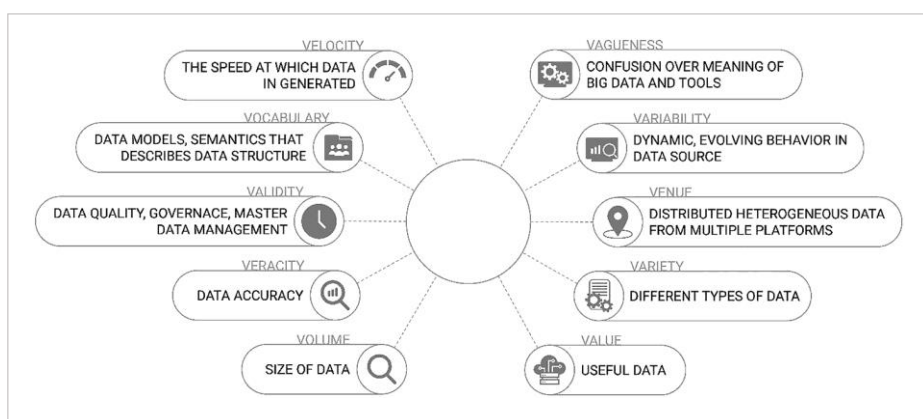 VELOCITY
THE SPEED AT WHICH DATA
IN GENERATED
VOCABULARY
DATA MODELS, SEMANTICS THAT
DESCRIBES DATA STRUCTURE
VALIDITY
DATA QUALITY, GOVERNACE, MASTER
DATA MANAGEMENT
VERACITY
DATA ACCURACY
VOLUME
SIZE OF DATA
VAGUENESS
CONFUSION OVER MEANING OF
BIG DATA AND TOOLS
VARIABILITY
DYNAMIC, EVOLVING BEHAVIOR IN
DATA SOURCE
VENUE
DISTRIBUTED HETEROGENEOUS DATA
FROM MULTIPLE PLATFORMS
VARIETY
DIFFERENT TYPES OF DATA
VALUE
USEFUL DATA